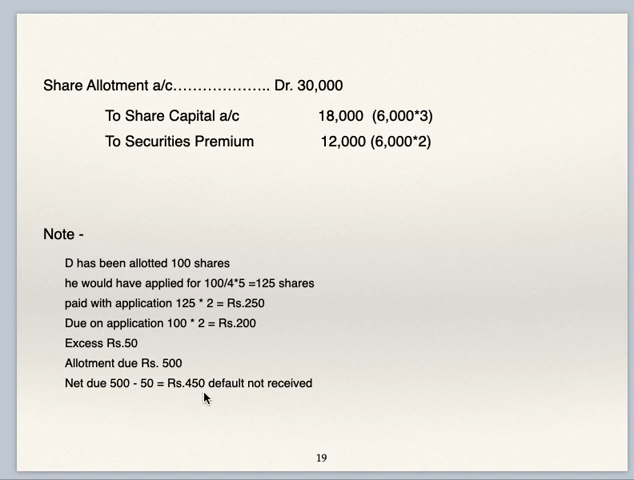 Share Allotment a/c.................... Dr. 30,000
To Share Capital a/c 18,000 (6,000*3)
To Securities Premium 12,000 (6,000*2)
Note -
D has been allotted 100 shares
he would have applied for 100/4*5 =125 shares
paid with application 125 * 2 = Rs.250
Due on application 100 * 2 = Rs.200
Excess Rs.50
Allotment due Rs. 500
Net due 500 - 50 = Rs.450 default not received
19